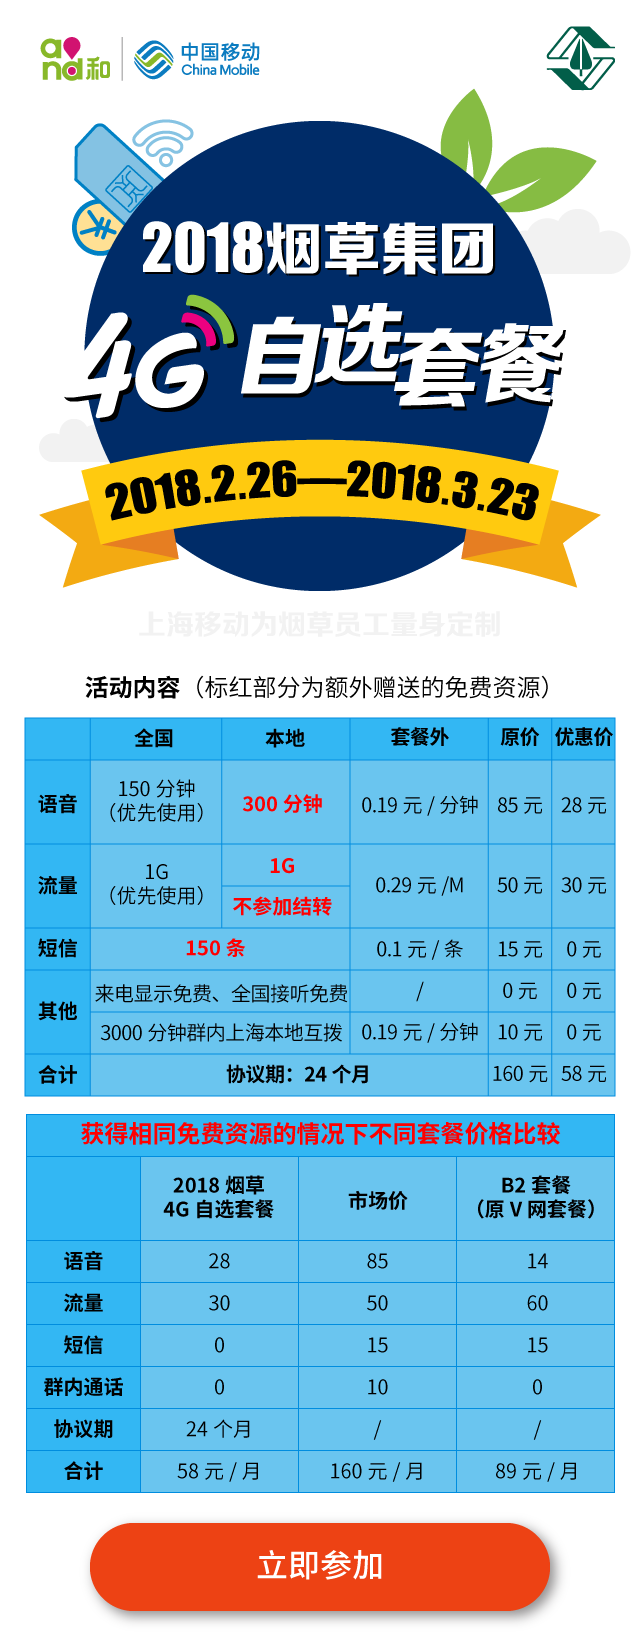 and和
中国移动
China Mobile
2018烟草集团
4G自选套餐
2018.2.26—2018.3.23
上海移动为烟草员工量身定制
活动内容（标红部分为额外赠送的免费资源）
全国 本地 套餐外 原价 优惠价
语音 150 分钟（优先使用） 300 分钟 0.19 元 / 分钟 85 元 28 元
流量 1G（优先使用） 1G 不参加结转 0.29 元 /M 50 元 30 元
短信 150 条 0.1 元 / 条 15 元 0 元
其他 来电显示免费、全国接听免费 / 0 元 0 元
3000 分钟群内上海本地互拨 0.19 元 / 分钟 10 元 0 元
合计 协议期：24 个月 160 元 58 元
获得相同免费资源的情况下不同套餐价格比较
2018 烟草 4G 自选套餐 市场价 B2 套餐（原 V 网套餐）
语音 28 85 14
流量 30 50 60
短信 0 15 15
群内通话 0 10 0
协议期 24 个月 / /
合计 58 元 / 月 160 元 / 月 89 元 / 月
立即参加